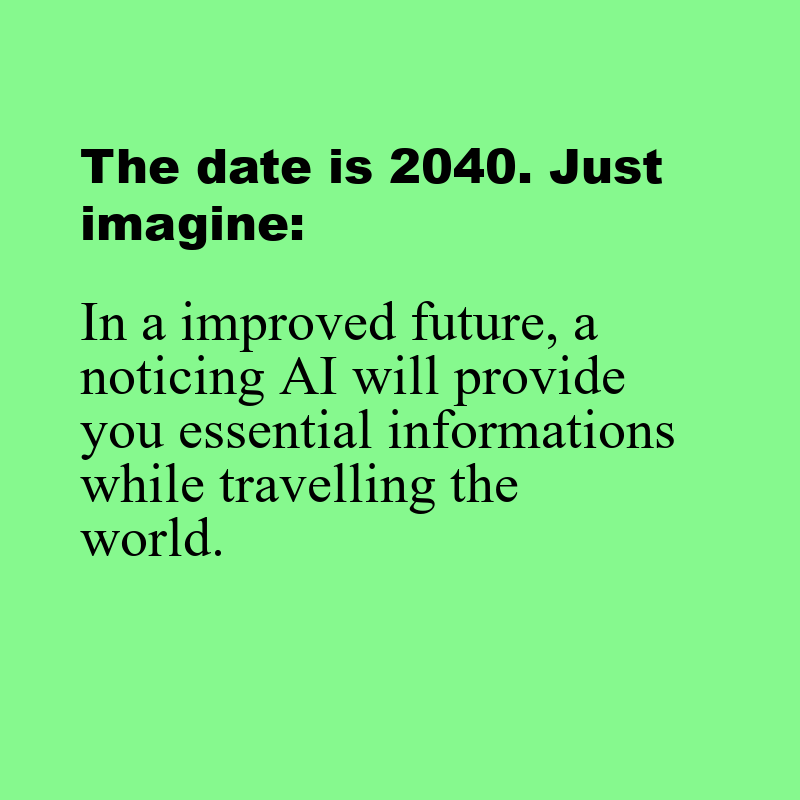 The date is 2040. Just
imagine:
In a improved future, a
noticing AI will provide
you essential informations
while travelling the
world.